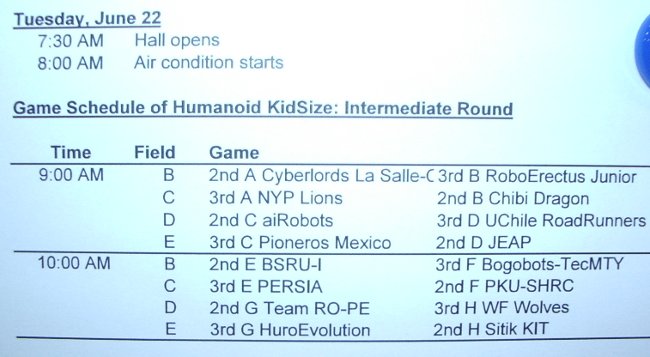 Tuesday, June 22
7:30 AM Hall opens
8:00 AM Air condition starts
Game Schedule of Humanoid KidSize: Intermediate Round
Time Field Game
9:00 AM B 2nd A Cyberlords La Salle-C 3rd B RoboErectus Junior
C 3rd A NYP Lions 2nd B Chibi Dragon
D 2nd C aiRobots 3rd D UChile RoadRunners
E 3rd C Pioneros Mexico 2nd D JEAP
10:00 AM B 2nd E BSRU-I 3rd F Bogobots-TecMTY
C 3rd E PERSIA 2nd F PKU-SHRC
D 2nd G Team RO-PE 3rd H WF Wolves
E 3rd G HuroEvolution 2nd H Sitik KIT